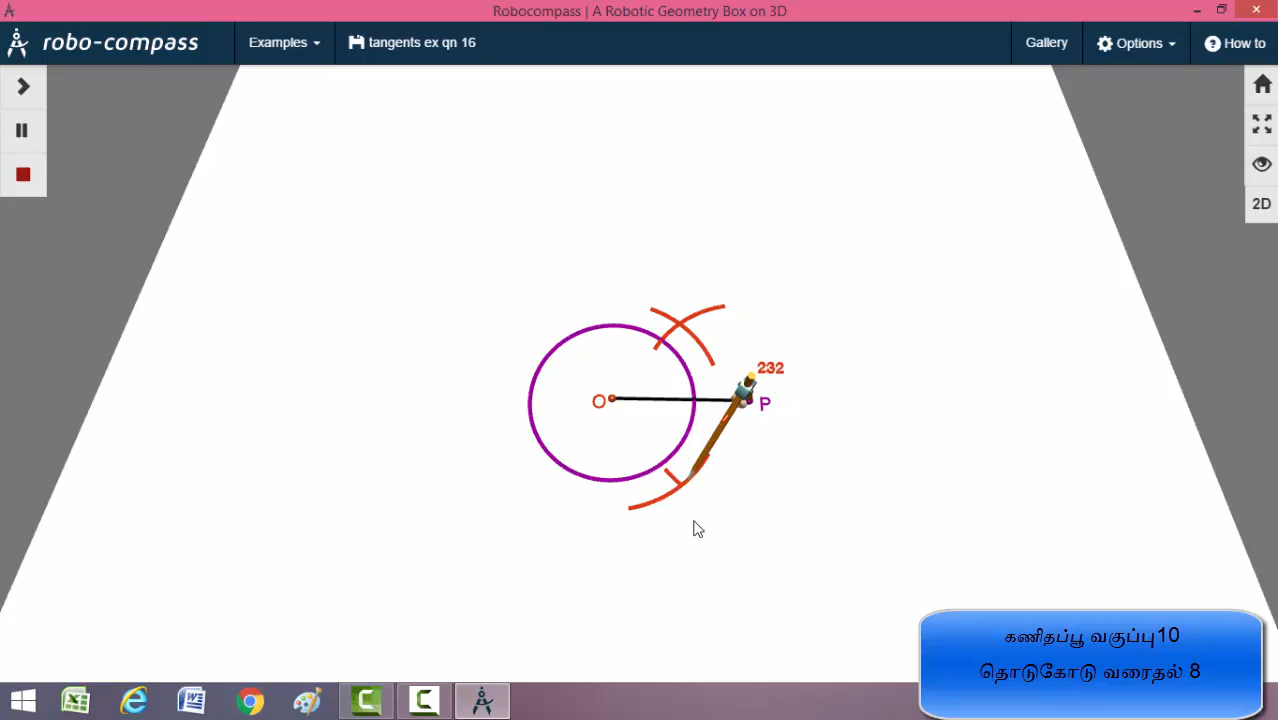 Robocompass | A Robotic Geometry Box on 3D
robo-compass
Examples
tangents ex qn 16
Gallery
Options
How to
2D
232
O
P
கணிதப்பூ வகுப்பு10
தொடுகோடு வரைதல் 8